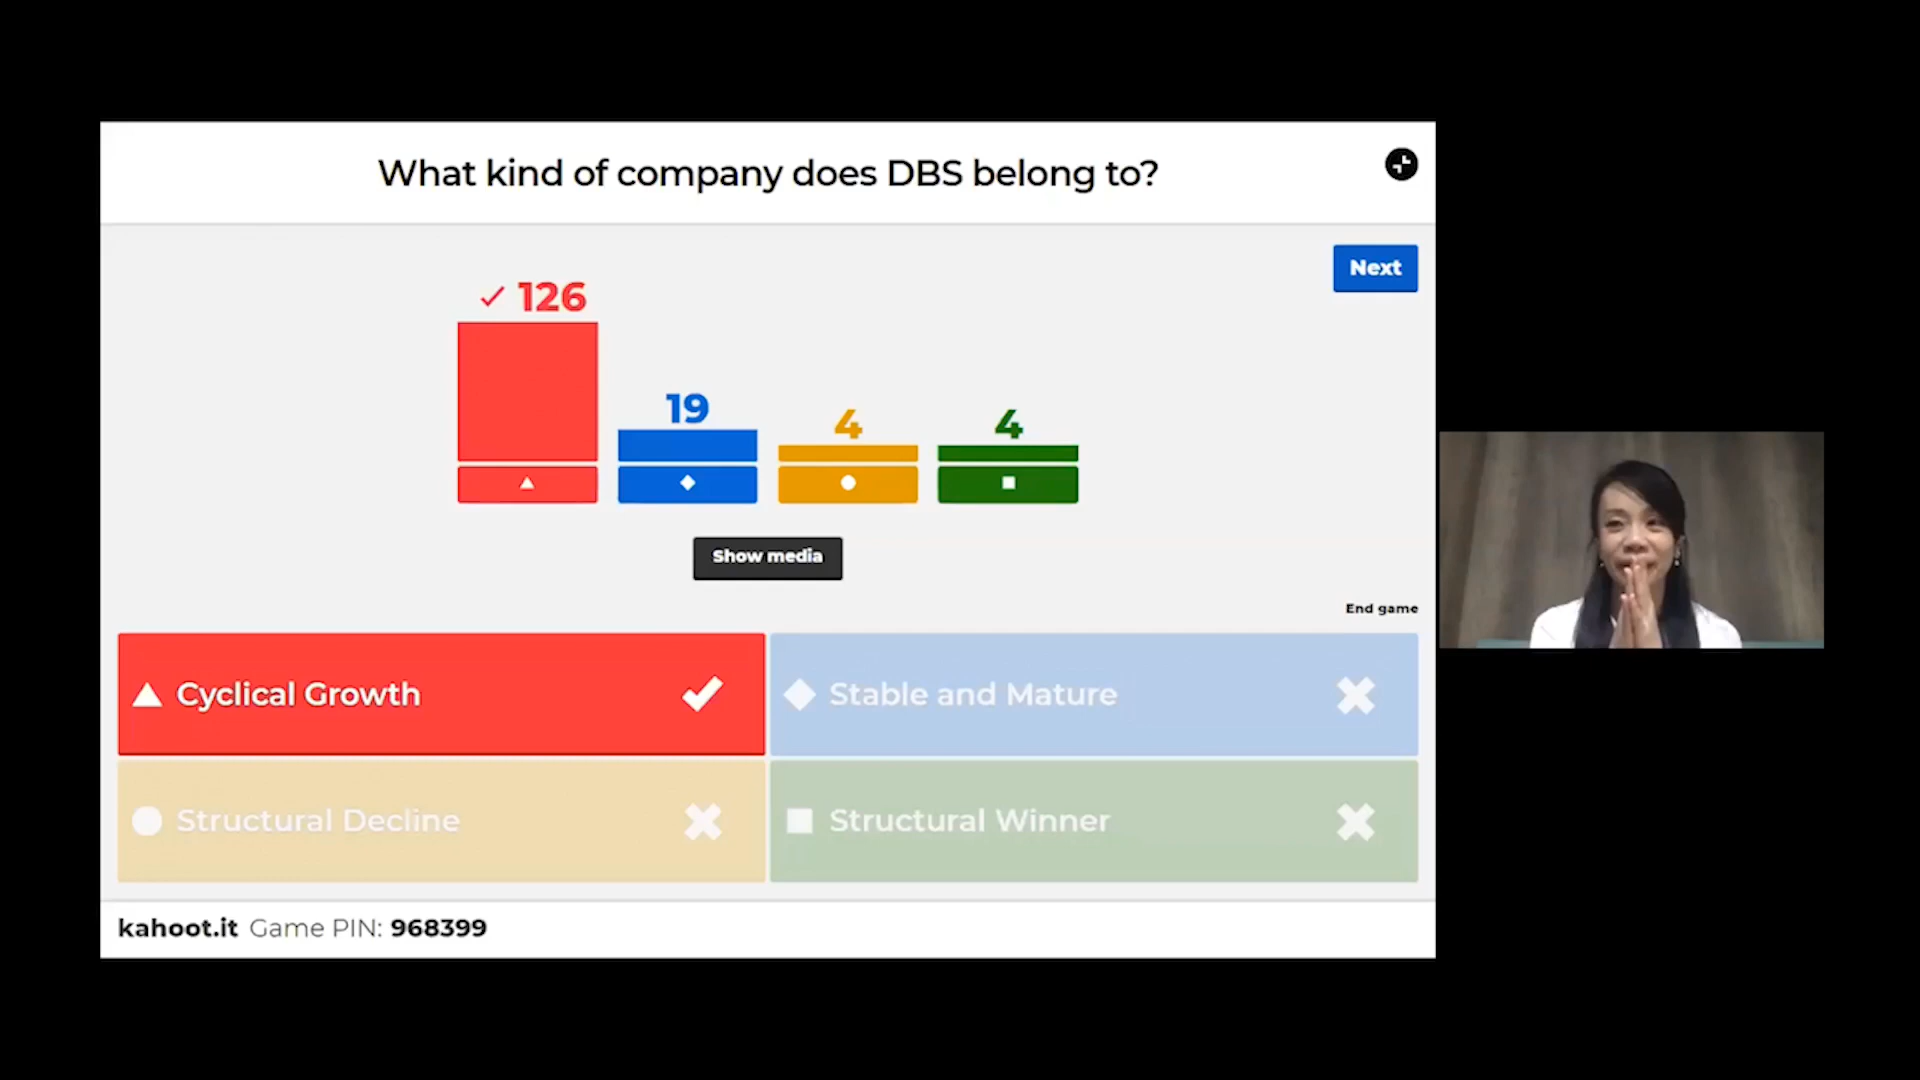 What kind of company does DBS belong to?
Next
126
19
4
4
Show media
End game
Cyclical Growth
Stable and Mature
Structural Decline
Structural Winner
kahoot.it Game PIN: 968399